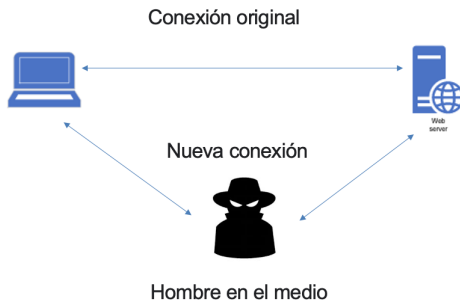 Conexión original
Web
server
Nueva conexión
Hombre en el medio